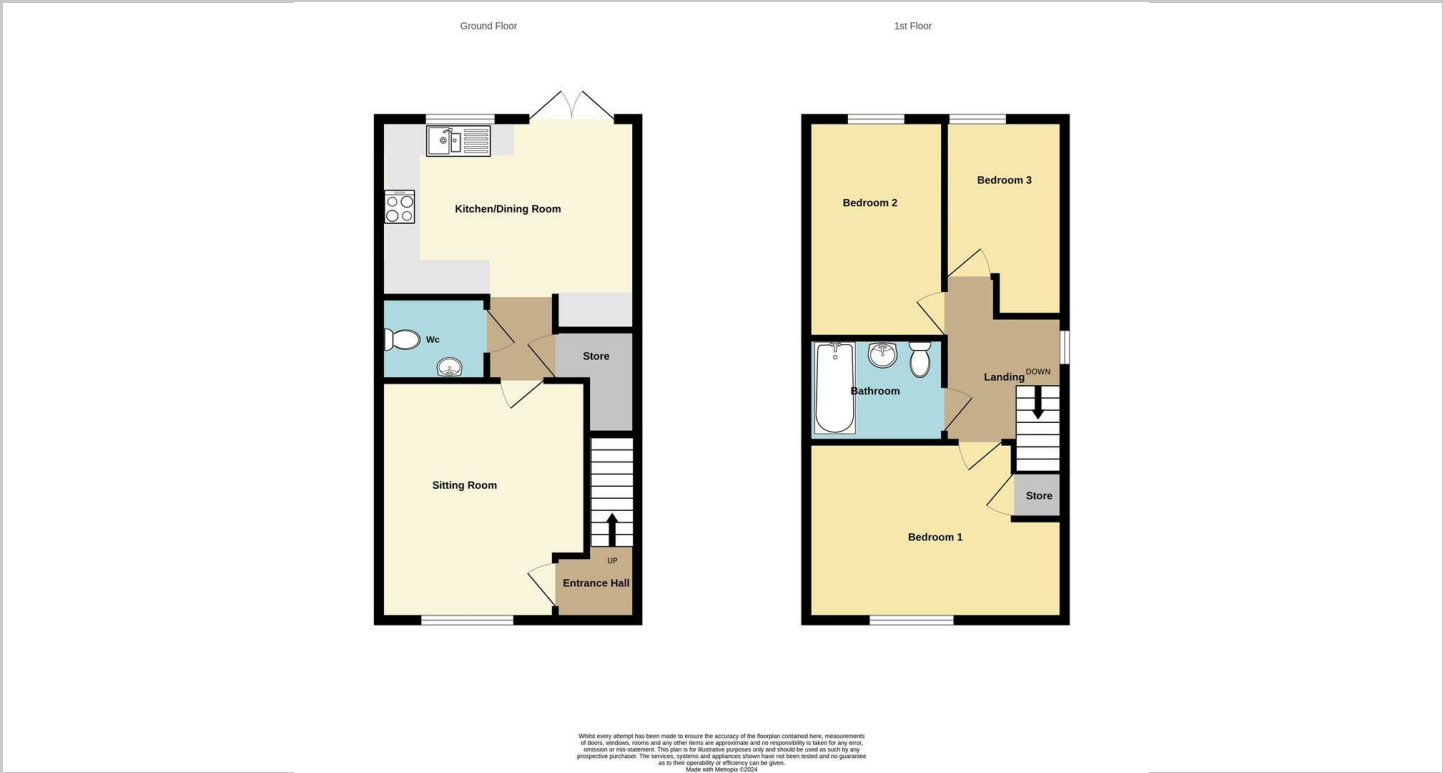 Ground Floor
1st Floor
Kitchen/Dining Room
Wc
Store
Sitting Room
UP
Entrance Hall
Bedroom 3
Bedroom 2
DOWN
Landing
Bathroom
Store
Bedroom 1
Whilst every attempt has been made to ensure the accuracy of the floorplan contained here, measurements
of doors, windows, rooms and any other items are approximate and no responsibility is taken for any error,
omission or mis-statement. This plan is for illustrative purposes only and should be used as such by any
prospective purchaser. The services, systems and appliances shown have not been tested and no guarantee
as to their operability or efficiency can be given.
Made with Metropix ©2024